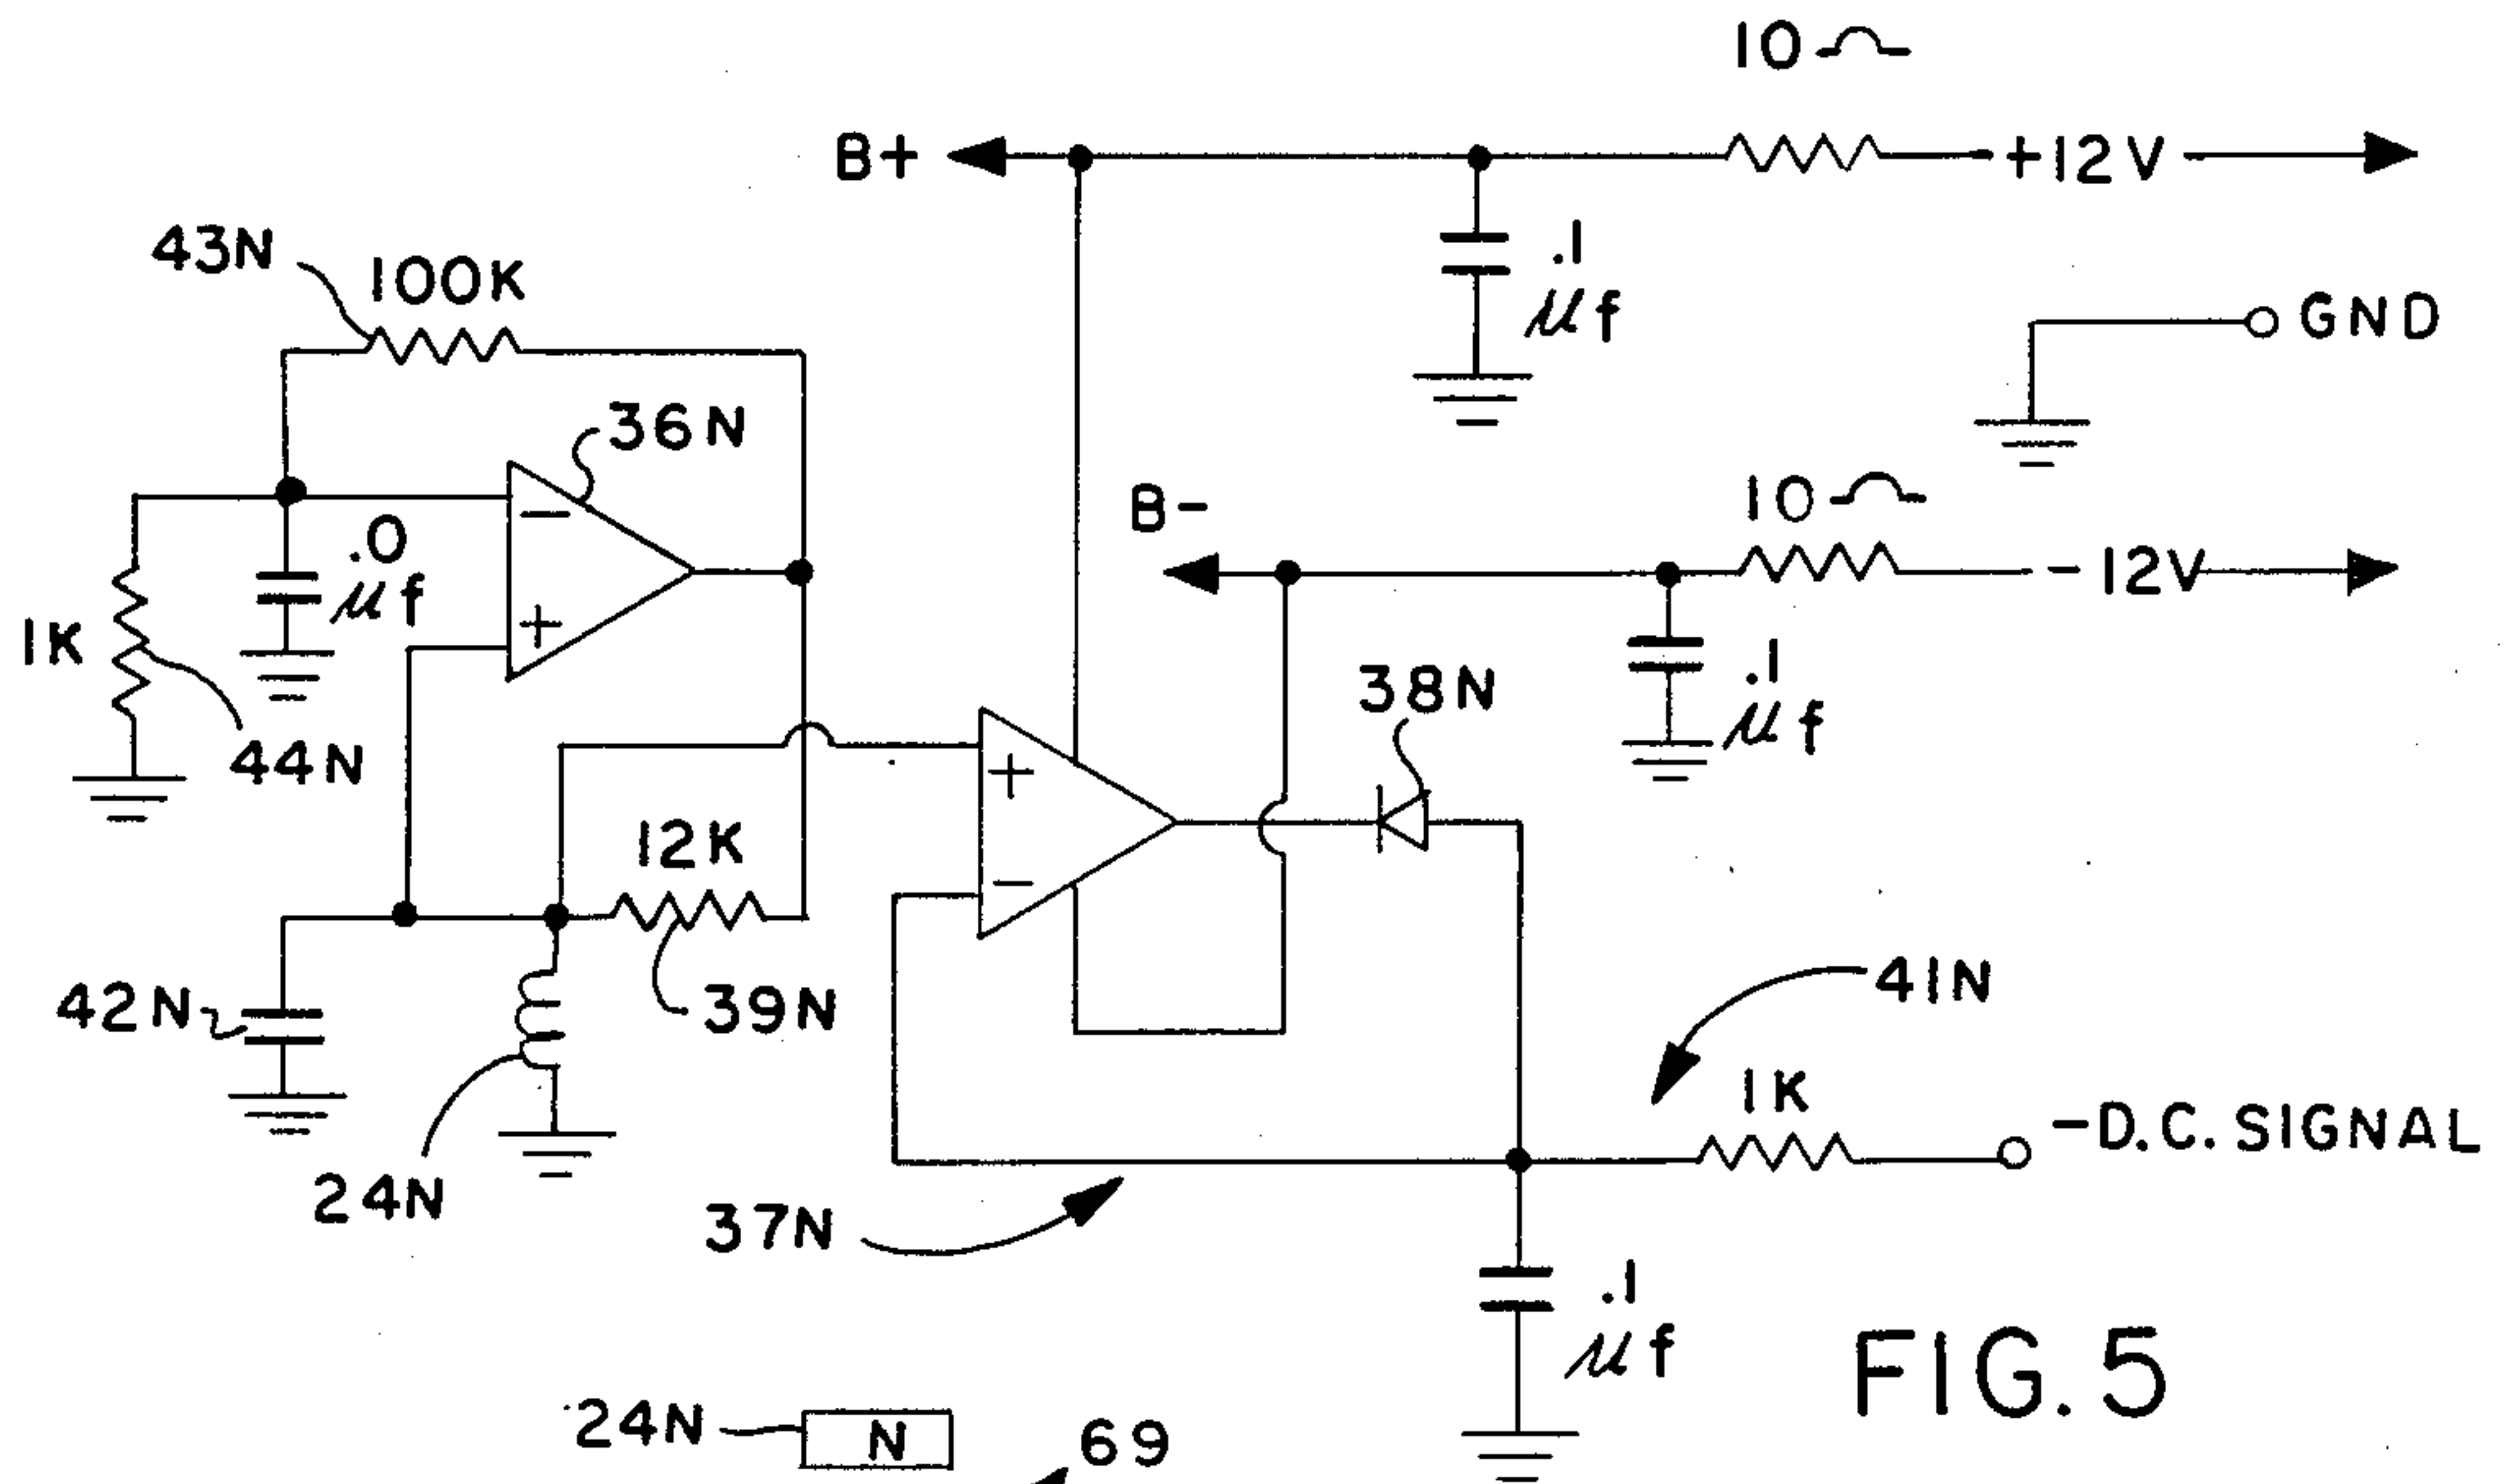 10
B+
+12V
.1
µf
43N
100K
GND
36N
B-
10
-12V
.0
µf
1K
44N
.1
µf
38N
12K
42N
39N
41N
1K
-D.C. SIGNAL
24N
37N
.1
µf
FIG. 5
24N
N
69